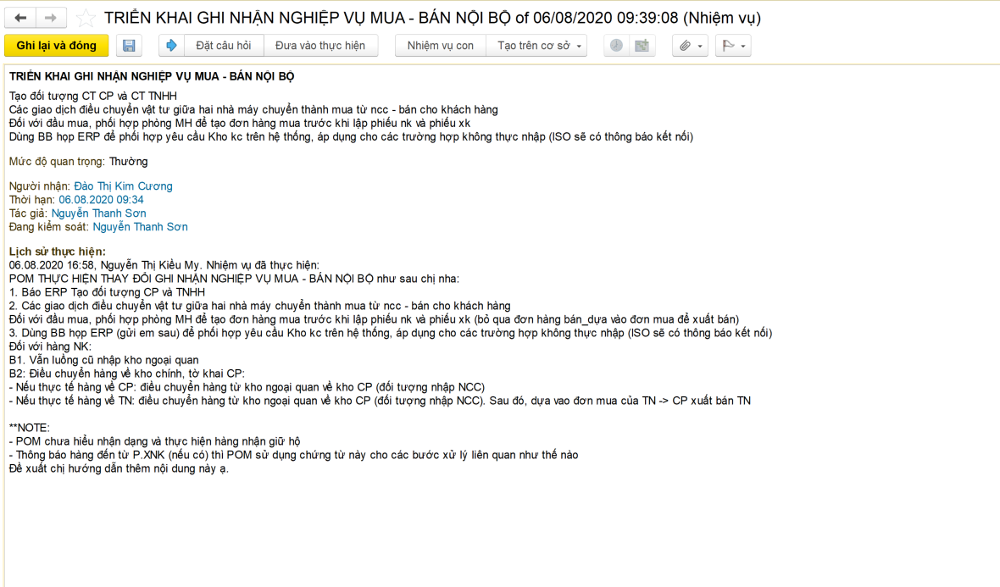 TRIỂN KHAI GHI NHẬN NGHIỆP VỤ MUA - BÁN NỘI BỘ of 06/08/2020 09:39:08 (Nhiệm vụ)
Ghi lại và đóng Đặt câu hỏi Đưa vào thực hiện Nhiệm vụ con Tạo trên cơ sở
TRIỂN KHAI GHI NHẬN NGHIỆP VỤ MUA - BÁN NỘI BỘ
Tạo đối tượng CT CP và CT TNHH
Các giao dịch điều chuyển vật tư giữa hai nhà máy chuyển thành mua từ ncc - bán cho khách hàng
Đối với đầu mua, phối hợp phòng MH để tạo đơn hàng mua trước khi lập phiếu nk và phiếu xk
Dùng BB họp ERP để phối hợp yêu cầu Kho kc trên hệ thống, áp dụng cho các trường hợp không thực nhập (ISO sẽ có thông báo kết nối)
Mức độ quan trọng: Thường
Người nhận: Đào Thị Kim Cương
Thời hạn: 06.08.2020 09:34
Tác giả: Nguyễn Thanh Sơn
Đang kiểm soát: Nguyễn Thanh Sơn
Lịch sử thực hiện:
06.08.2020 16:58, Nguyễn Thị Kiều My. Nhiệm vụ đã thực hiện:
POM THỰC HIỆN THAY ĐỔI GHI NHẬN NGHIỆP VỤ MUA - BÁN NỘI BỘ như sau chị nha:
1. Báo ERP Tạo đối tượng CP và TNHH
2. Các giao dịch điều chuyển vật tư giữa hai nhà máy chuyển thành mua từ ncc - bán cho khách hàng
Đối với đầu mua, phối hợp phòng MH để tạo đơn hàng mua trước khi lập phiếu nk và phiếu xk (bỏ qua đơn hàng bán_dựa vào đơn mua để xuất bán)
3. Dùng BB họp ERP (gửi em sau) để phối hợp yêu cầu Kho kc trên hệ thống, áp dụng cho các trường hợp không thực nhập (ISO sẽ có thông báo kết nối)
Đối với hàng NK:
B1. Vẫn luồng cũ nhập kho ngoại quan
B2: Điều chuyển hàng về kho chính, tờ khai CP:
- Nếu thực tế hàng về CP: điều chuyển hàng từ kho ngoại quan về kho CP (đối tượng nhập NCC)
- Nếu thực tế hàng về TN: điều chuyển hàng từ kho ngoại quan về kho CP (đối tượng nhập NCC). Sau đó, dựa vào đơn mua của TN -> CP xuất bán TN
**NOTE:
- POM chưa hiểu nhận dạng và thực hiện hàng nhận giữ hộ
- Thông báo hàng đến từ P.XNK (nếu có) thì POM sử dụng chứng từ này cho các bước xử lý liên quan như thế nào
Đề xuất chị hướng dẫn thêm nội dung này ạ.